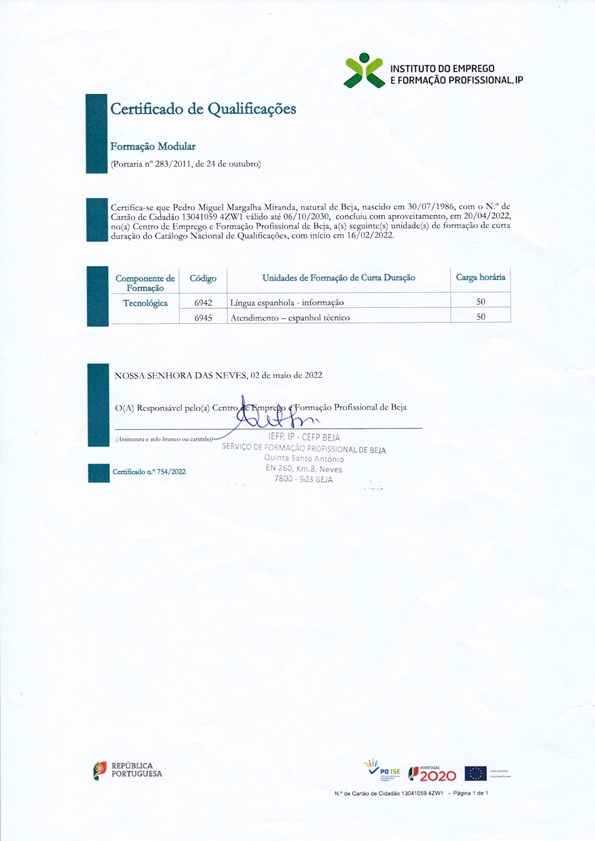 INSTITUTO DO EMPREGO
E FORMAÇÃO PROFISSIONAL, IP
Certificado de Qualificações
Formação Modular
(Portaria nº 283/2011, de 24 de outubro)
Certifica-se que Pedro Miguel Margalha Miranda, natural de Beja, nascido em 30/07/1986, com o N.º de
Cartão de Cidadão 13041059 4ZW1 válido até 06/10/2030, concluiu com aproveitamento, em 20/04/2022,
no(a) Centro de Emprego e Formação Profissional de Beja, a(s) seguinte(s) unidade(s) de formação de curta
duração do Catálogo Nacional de Qualificações, com início em 16/02/2022.
Componente de Formação Código Unidades de Formação de Curta Duração Carga horária
Tecnológica 6942 Língua espanhola - informação 50
6945 Atendimento – espanhol técnico 50
NOSSA SENHORA DAS NEVES, 02 de maio de 2022
O(A) Responsável pelo(a) Centro de Emprego e Formação Profissional de Beja
(Assinatura e selo branco ou carimbo)
IEFP, IP - CEFP BEJA
SERVIÇO DE FORMAÇÃO PROFISSIONAL DE BEJA
Quinta Santo António
EN 260, Km.8, Neves
7800 - 903 BEJA
Certificado n.º 754/2022
REPÚBLICA
PORTUGUESA
PO ISE
PORTUGAL
2020
N.º de Cartão de Cidadão 13041059 4ZW1 - Página 1 de 1